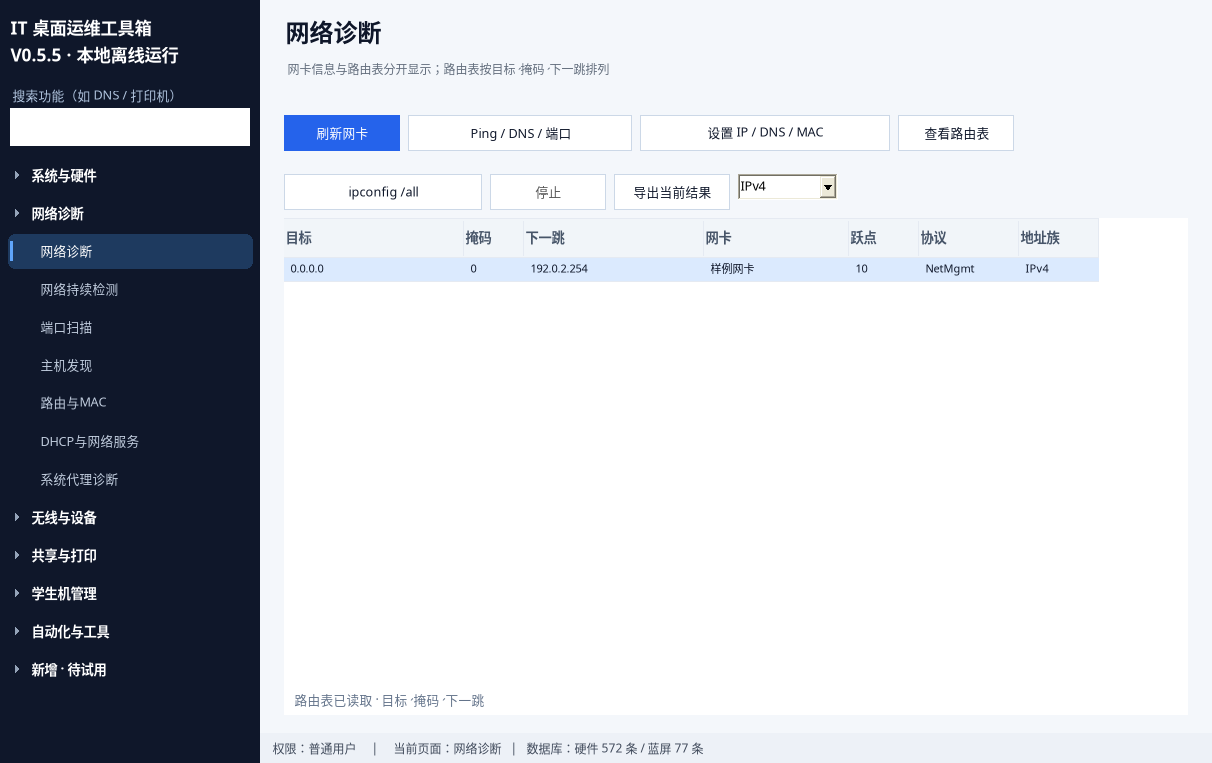 IT 桌面运维工具箱
V0.5.5 · 本地离线运行
搜索功能（如 DNS / 打印机）
系统与硬件
网络诊断
网络诊断
网络持续检测
端口扫描
主机发现
路由与MAC
DHCP与网络服务
系统代理诊断
无线与设备
共享与打印
学生机管理
自动化与工具
新增 · 待试用
网络诊断
网卡信息与路由表分开显示；路由表按目标 · 掩码 · 下一跳排列
刷新网卡 Ping / DNS / 端口 设置 IP / DNS / MAC 查看路由表
ipconfig /all 停止 导出当前结果 IPv4
目标 掩码 下一跳 网卡 跃点 协议 地址族
0.0.0.0 0 192.0.2.254 样例网卡 10 NetMgmt IPv4
路由表已读取 · 目标 · 掩码 · 下一跳
权限：普通用户 | 当前页面：网络诊断 | 数据库：硬件 572 条 / 蓝屏 77 条